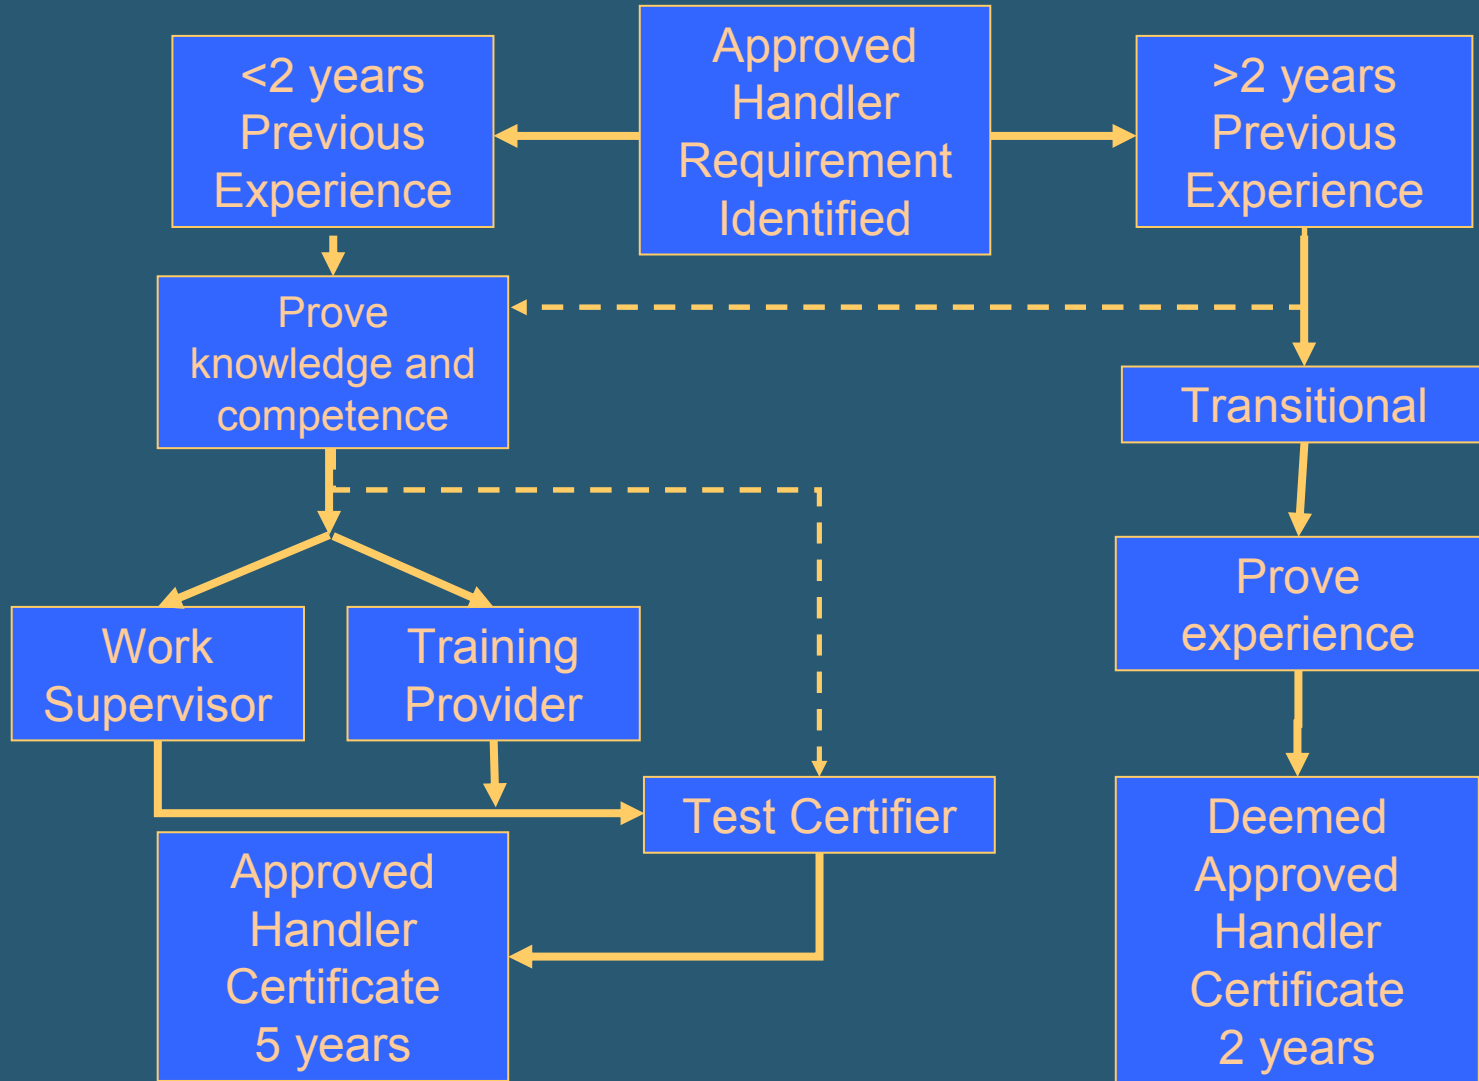 <2 years
Previous
Experience
Approved
Handler
Requirement
Identified
>2 years
Previous
Experience
Prove
knowledge and
competence
Transitional
Prove
experience
Work
Supervisor
Training
Provider
Test Certifier
Approved
Handler
Certificate
5 years
Deemed
Approved
Handler
Certificate
2 years